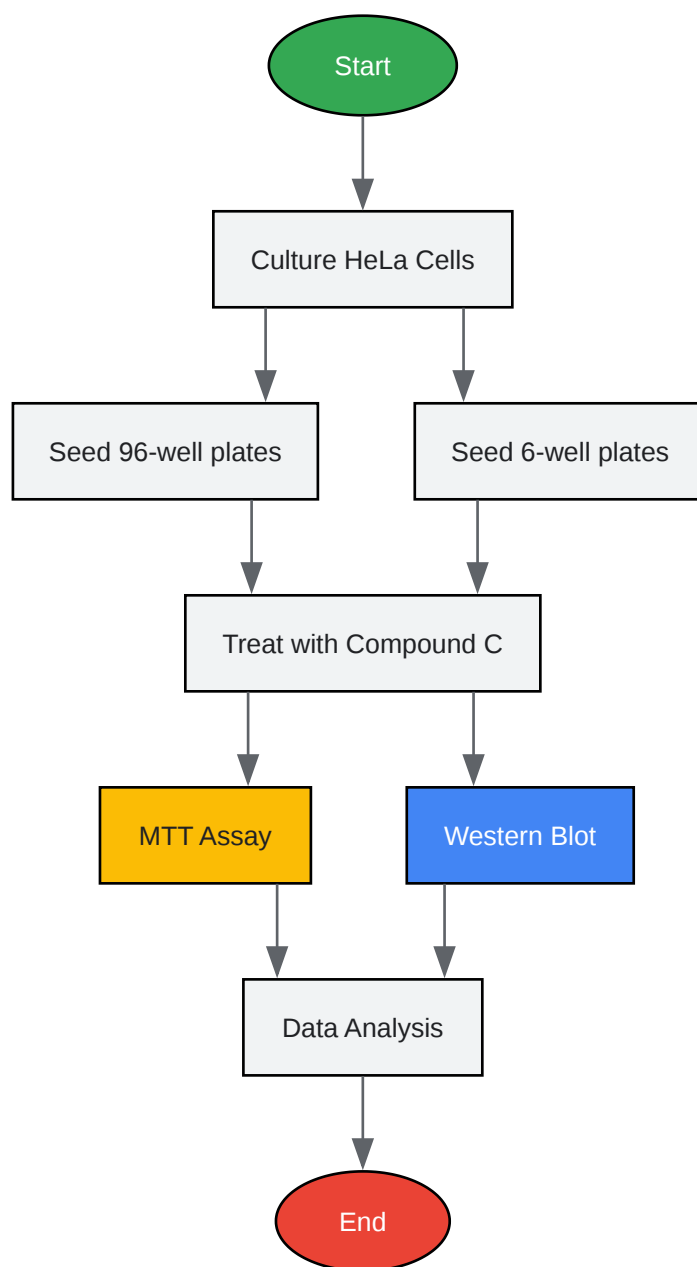 Start
Culture HeLa Cells
Seed 96-well plates
Seed 6-well plates
Treat with Compound C
MTT Assay
Western Blot
Data Analysis
End